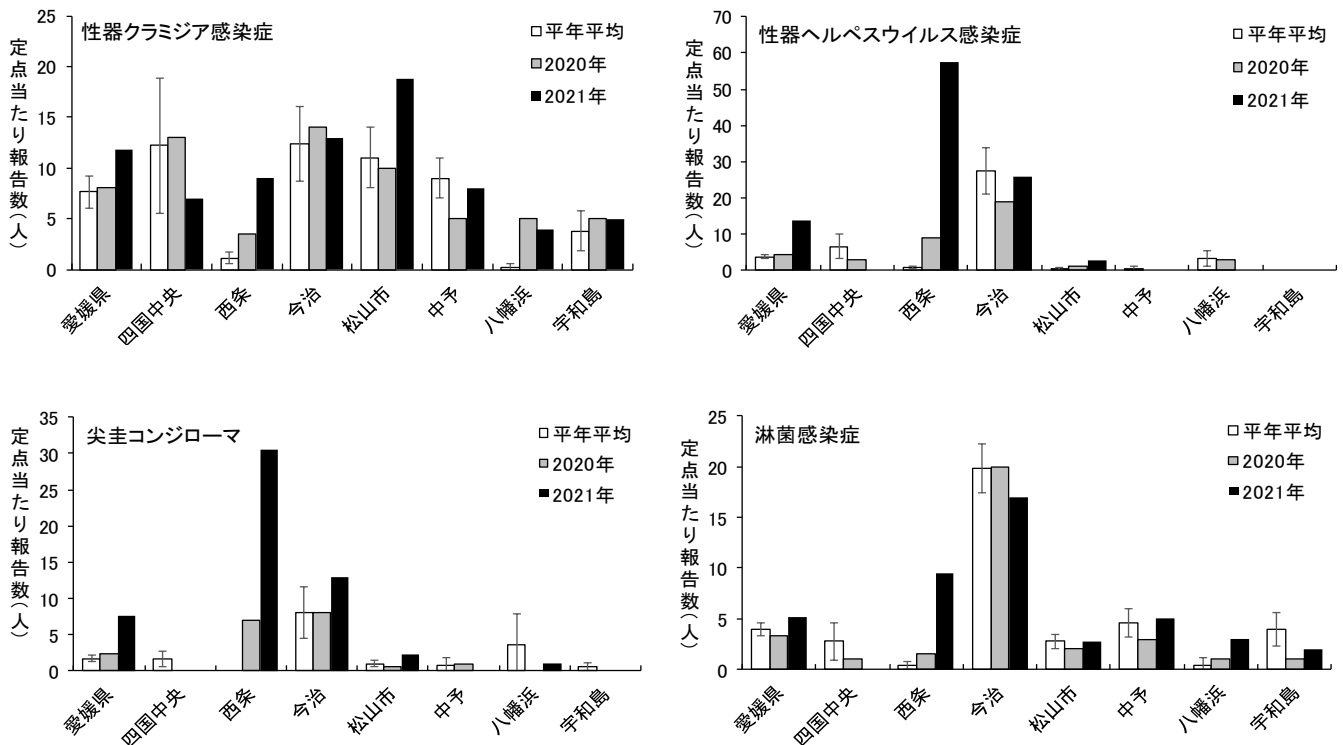 性器クラミジア感染症
定点当たり報告数(人)
25
20
15
10
5
0
平年平均
2020年
2021年
愛媛県
四国中央
西条
今治
松山市
中予
八幡浜
宇和島
性器ヘルペスウイルス感染症
定点当たり報告数(人)
70
60
50
40
30
20
10
0
平年平均
2020年
2021年
愛媛県
四国中央
西条
今治
松山市
中予
八幡浜
宇和島
尖圭コンジローマ
定点当たり報告数(人)
35
30
25
20
15
10
5
0
平年平均
2020年
2021年
愛媛県
四国中央
西条
今治
松山市
中予
八幡浜
宇和島
淋菌感染症
定点当たり報告数(人)
25
20
15
10
5
0
平年平均
2020年
2021年
愛媛県
四国中央
西条
今治
松山市
中予
八幡浜
宇和島